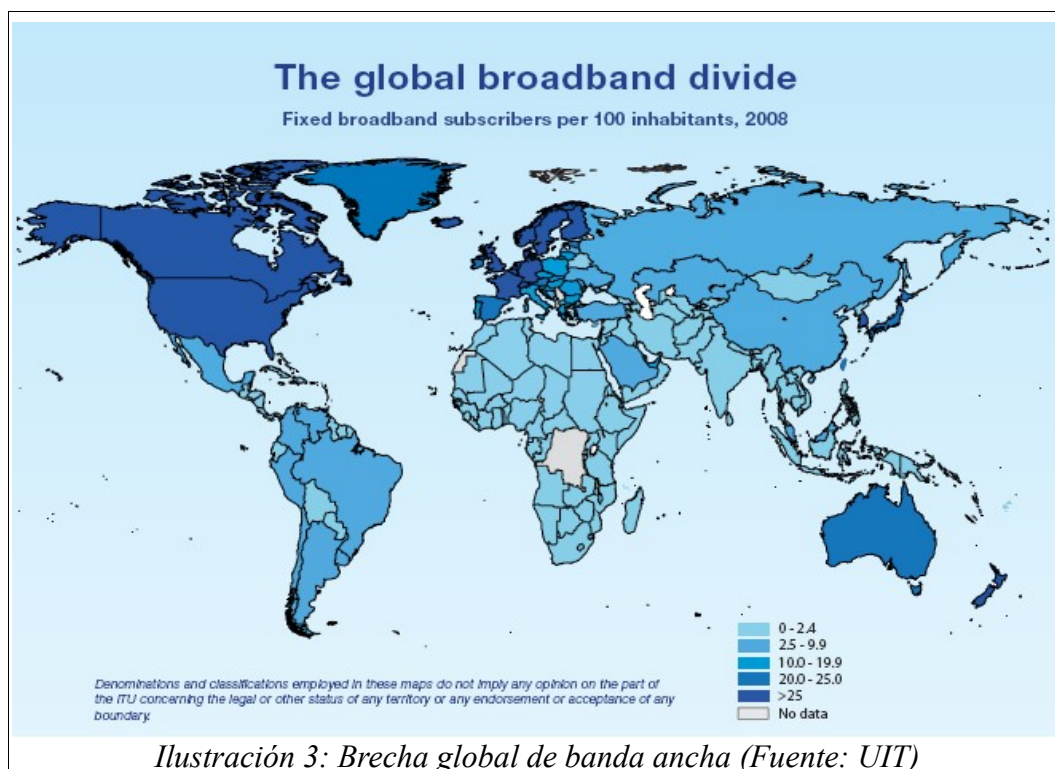 The global broadband divide
Fixed broadband subscribers per 100 inhabitants, 2008
0 - 2.4
2.5 - 9.9
10.0 - 19.9
20.0 - 25.0
>25
No data
Denominations and classifications employed in these maps do not imply any opinion on the part of
the ITU concerning the legal or other status of any territory or any endorsement or acceptance of any
boundary.
Ilustración 3: Brecha global de banda ancha (Fuente: UIT)